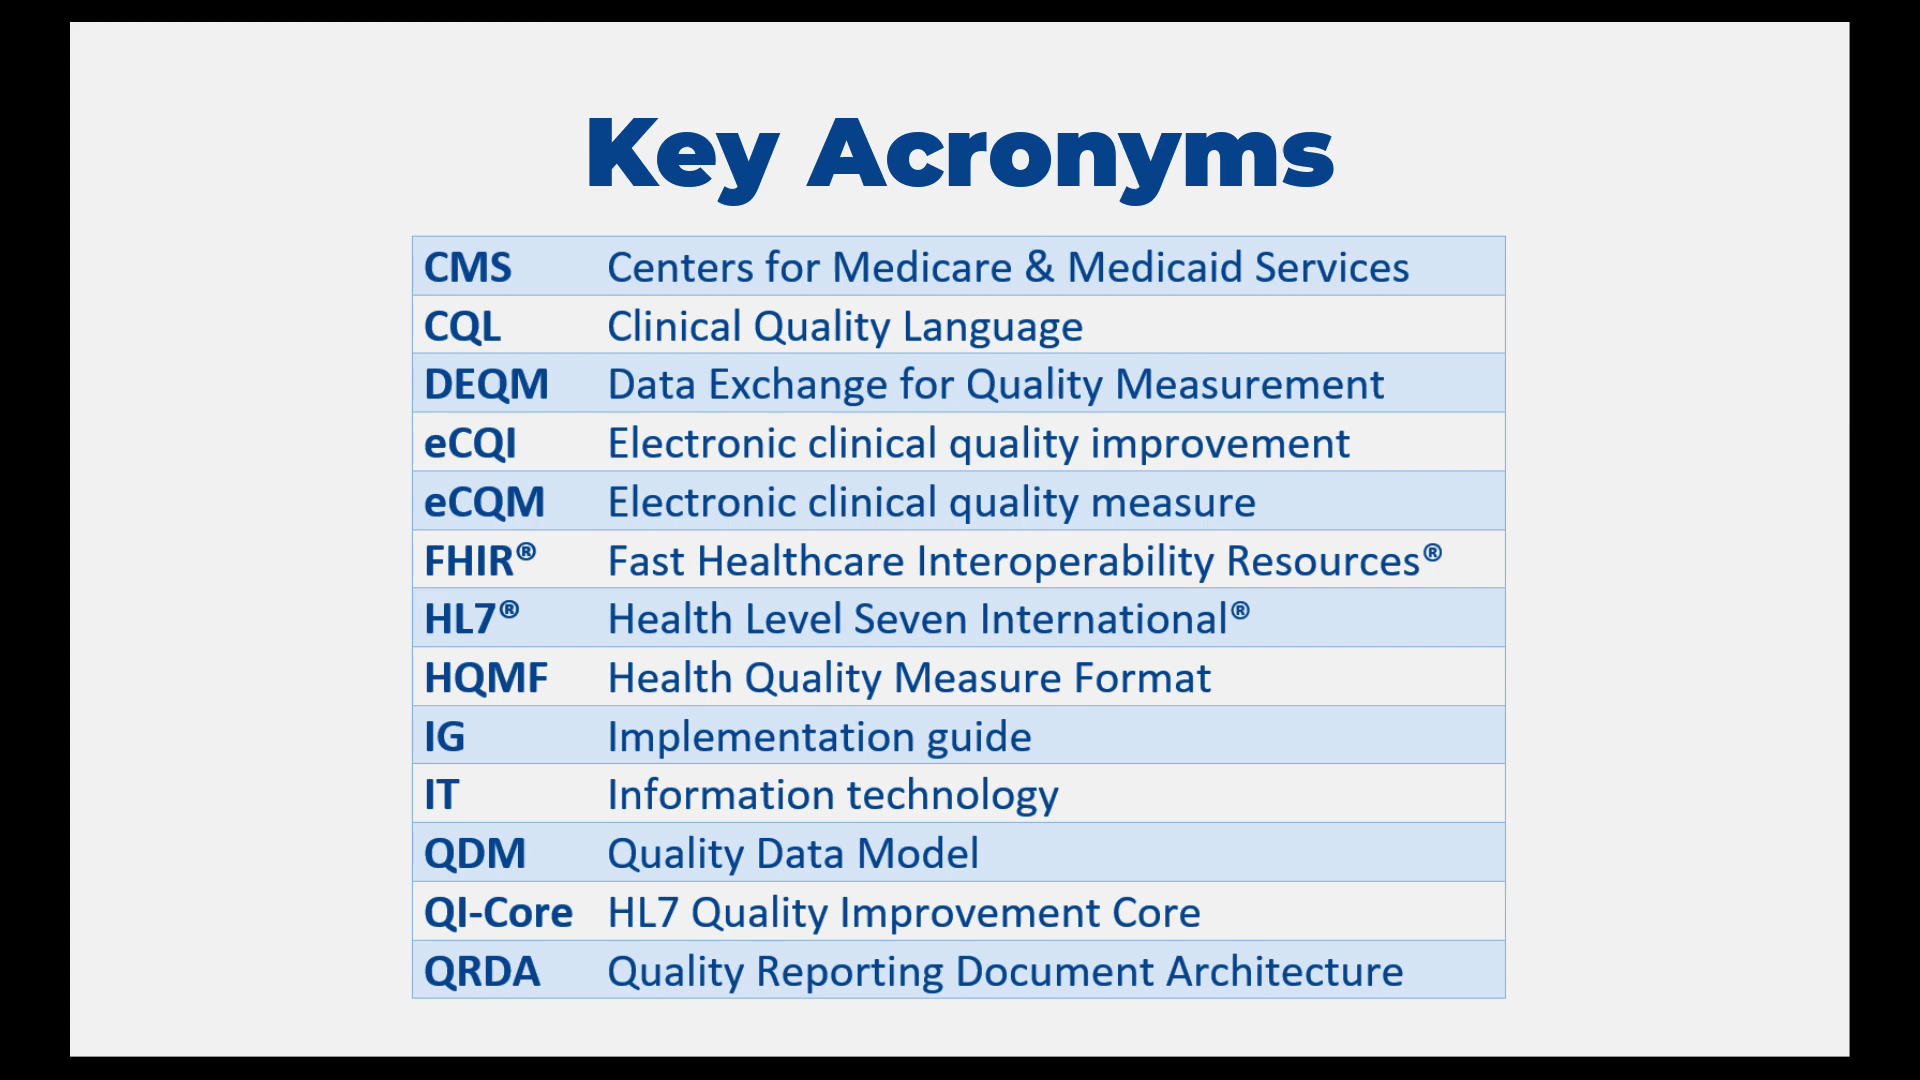 Key Acronyms
CMS Centers for Medicare & Medicaid Services
CQL Clinical Quality Language
DEQM Data Exchange for Quality Measurement
eCQI Electronic clinical quality improvement
eCQM Electronic clinical quality measure
FHIR® Fast Healthcare Interoperability Resources®
HL7® Health Level Seven International®
HQMF Health Quality Measure Format
IG Implementation guide
IT Information technology
QDM Quality Data Model
QI-Core HL7 Quality Improvement Core
QRDA Quality Reporting Document Architecture